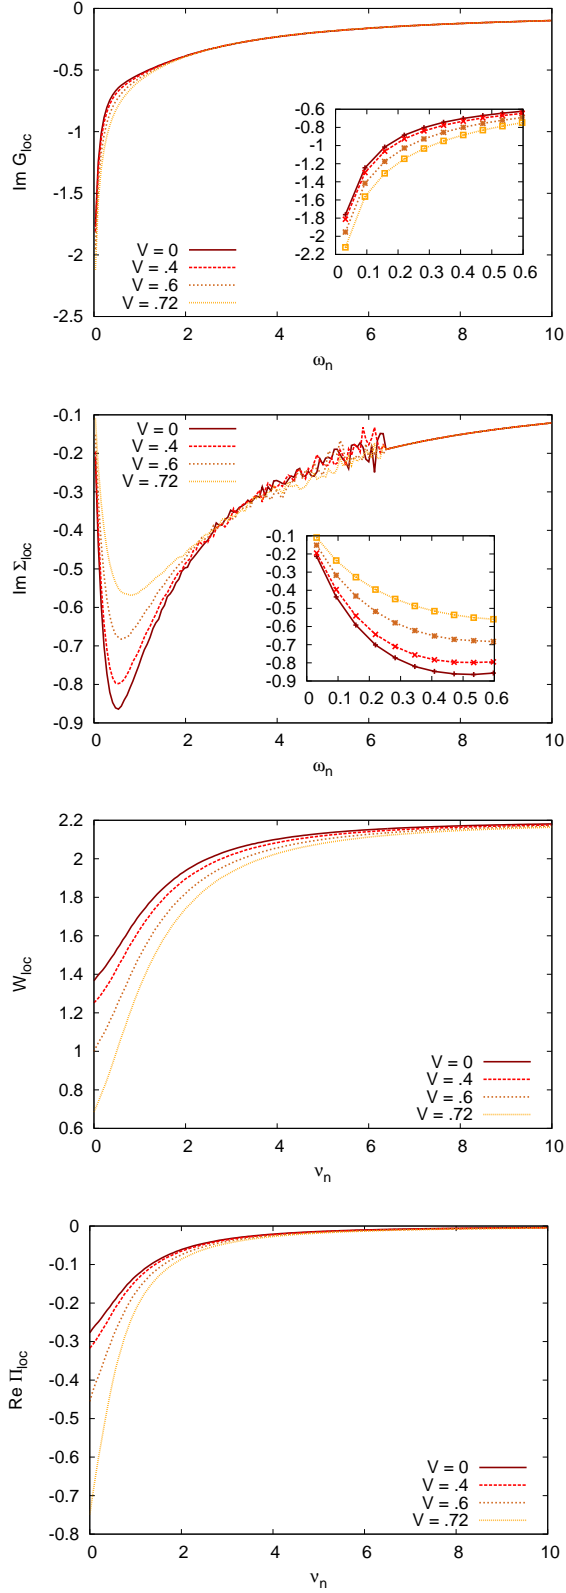 0
-0.5
-1
-1.5
-2
-2.5
Im G_loc
0 2 4 6 8 10
ω_n
V = 0
V = .4
V = .6
V = .72
-0.6
-0.8
-1
-1.2
-1.4
-1.6
-1.8
-2
-2.2
0 0.1 0.2 0.3 0.4 0.5 0.6
-0.1
-0.2
-0.3
-0.4
-0.5
-0.6
-0.7
-0.8
-0.9
Im Σ_loc
0 2 4 6 8 10
ω_n
V = 0
V = .4
V = .6
V = .72
-0.1
-0.2
-0.3
-0.4
-0.5
-0.6
-0.7
-0.8
-0.9
0 0.1 0.2 0.3 0.4 0.5 0.6
2.2
2
1.8
1.6
1.4
1.2
1
0.8
0.6
W_loc
0 2 4 6 8 10
ν_n
V = 0
V = .4
V = .6
V = .72
0
-0.1
-0.2
-0.3
-0.4
-0.5
-0.6
-0.7
-0.8
Re Π_loc
0 2 4 6 8 10
ν_n
V = 0
V = .4
V = .6
V = .72